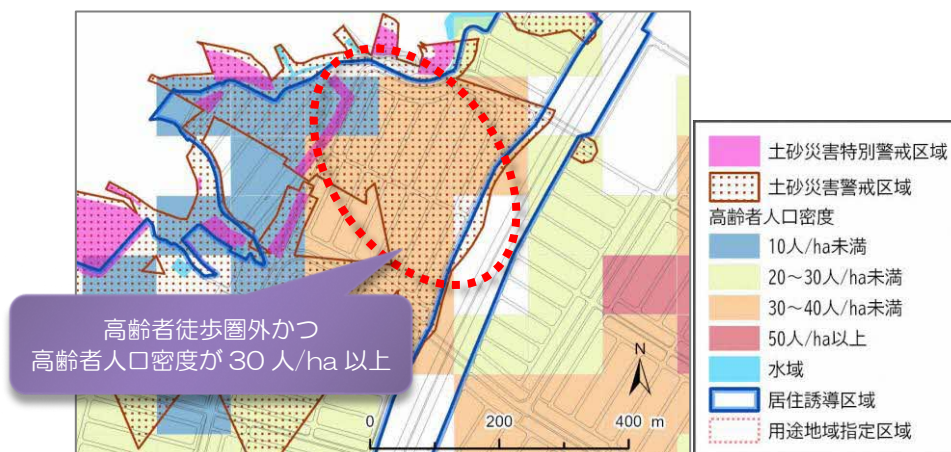 高齢者徒歩圏外かつ
高齢者人口密度が 30 人/ha 以上
N
0 200 400 m
土砂災害特別警戒区域
土砂災害警戒区域
高齢者人口密度
10人/ha未満
20～30人/ha未満
30～40人/ha未満
50人/ha以上
水域
居住誘導区域
用途地域指定区域